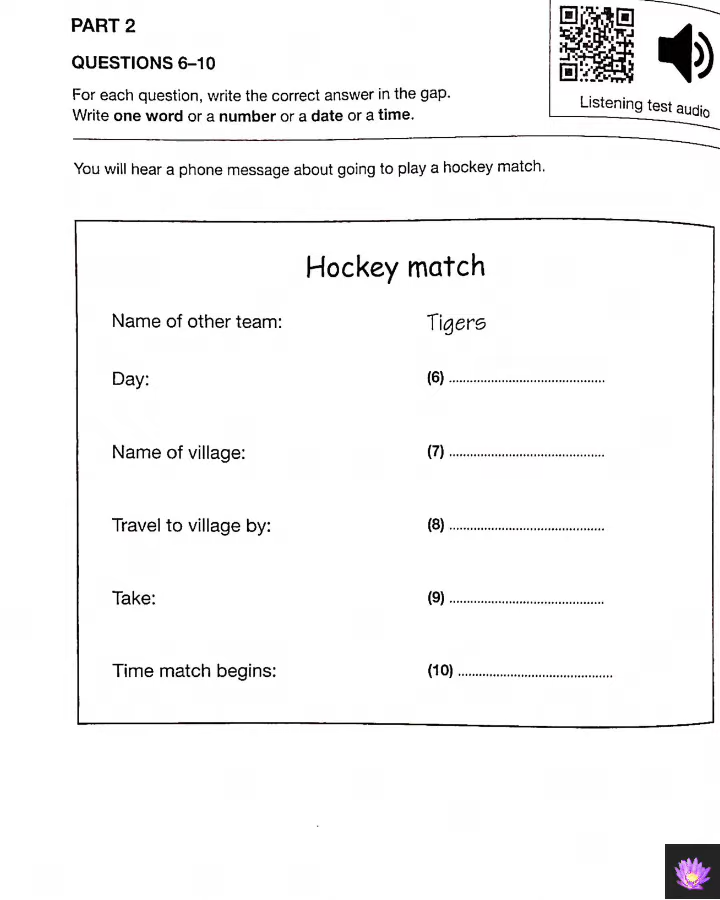 PART 2
QUESTIONS 6–10
For each question, write the correct answer in the gap.
Write one word or a number or a date or a time.
Listening test audio
You will hear a phone message about going to play a hockey match.
Hockey match
Name of other team: Tigers
Day: (6) ............................................
Name of village: (7) ............................................
Travel to village by: (8) ............................................
Take: (9) ............................................
Time match begins: (10) ............................................